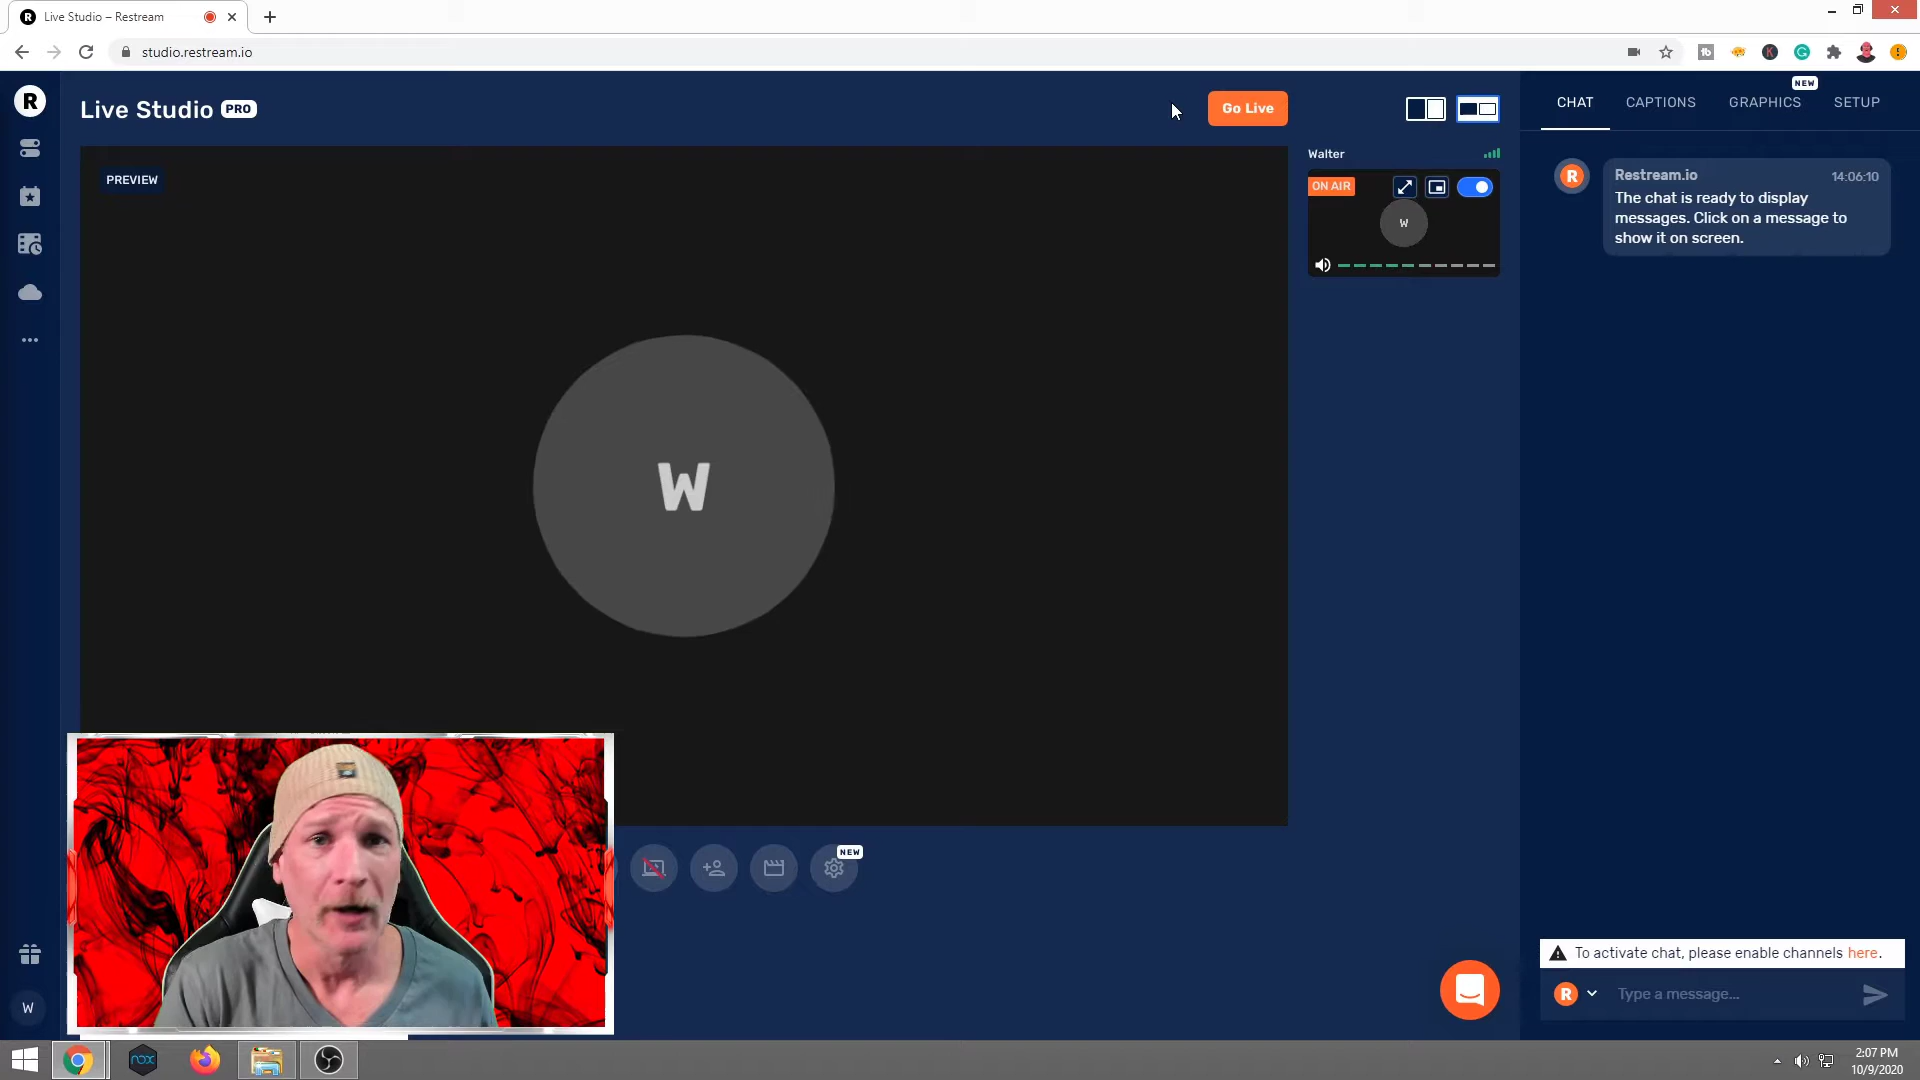 Live Studio – Restream
studio.restream.io
R
Live Studio PRO
Go Live
NEW
CHAT CAPTIONS GRAPHICS SETUP
PREVIEW
Walter
ON AIR
W
R
Restream.io 14:06:10
The chat is ready to display
messages. Click on a message to
show it on screen.
W
NEW
To activate chat, please enable channels here.
R Type a message...
W
nox
2:07 PM
10/9/2020